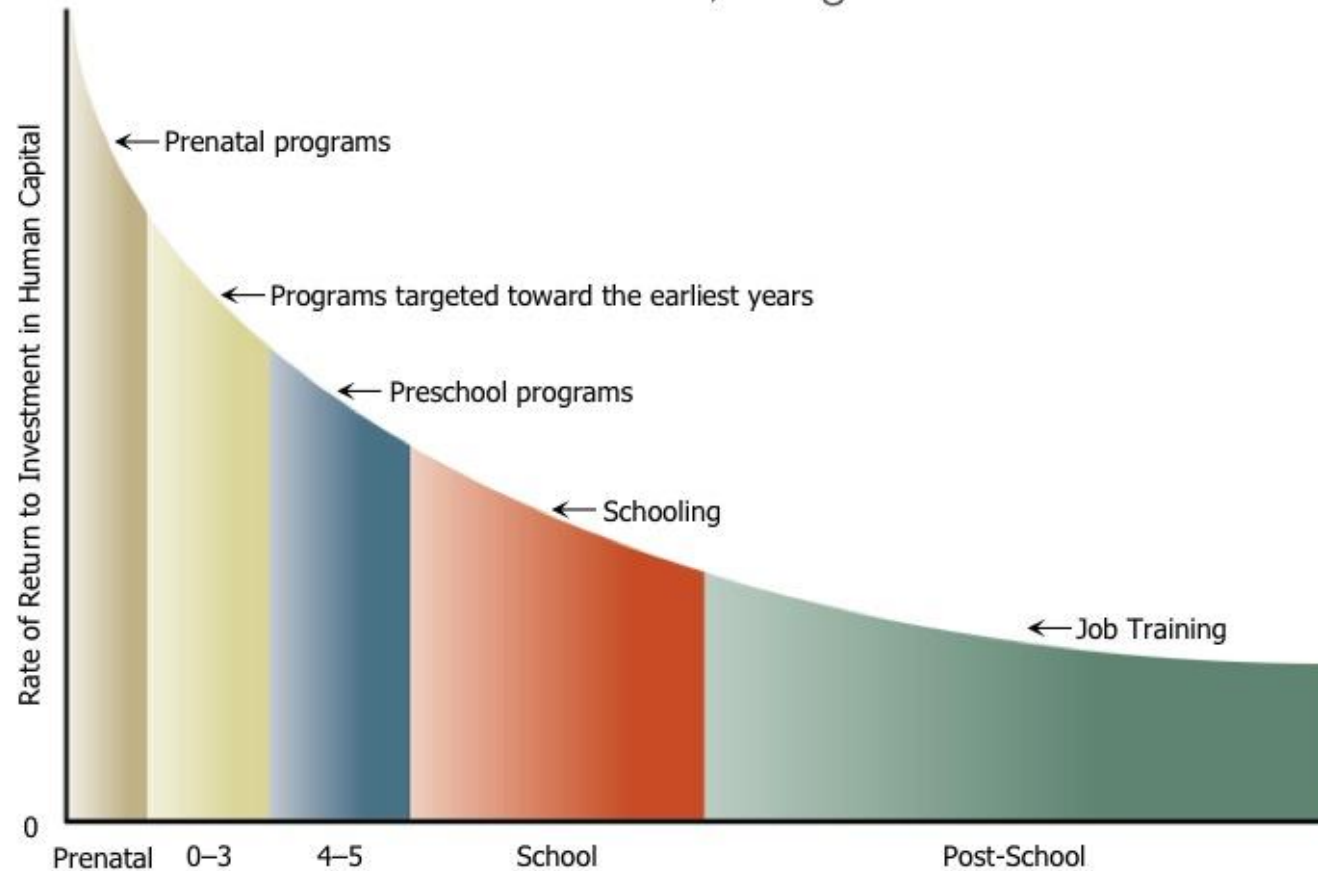 Rate of Return to Investment in Human Capital
Prenatal programs
Programs targeted toward the earliest years
Preschool programs
Schooling
Job Training
0
Prenatal
0–3
4–5
School
Post-School